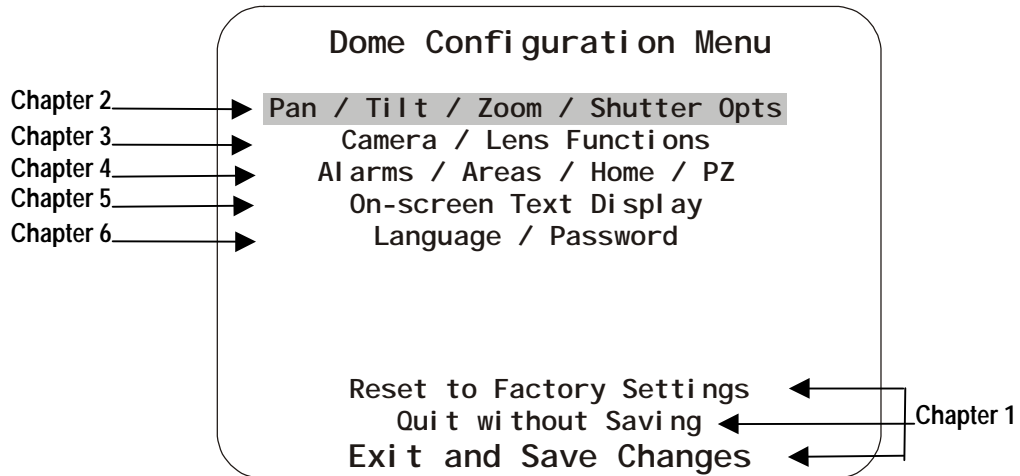 Dome Configuration Menu
Chapter 2 Pan / Tilt / Zoom / Shutter Opts
Chapter 3 Camera / Lens Functions
Chapter 4 Alarms / Areas / Home / PZ
Chapter 5 On-screen Text Display
Chapter 6 Language / Password
Reset to Factory Settings
Quit without Saving Chapter 1
Exit and Save Changes